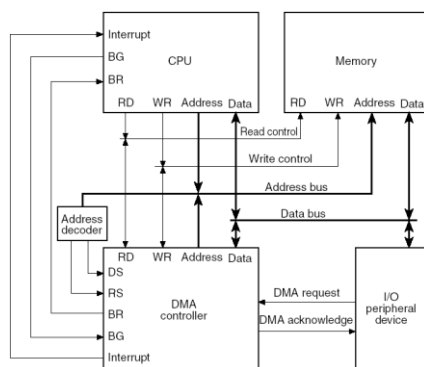 Interrupt
BG
CPU
BR
RD WR Address Data
Memory
RD WR Address Data
Read control
Write control
Address bus
Data bus
Address
decoder
RD WR Address Data
DS
RS
BR
BG
Interrupt
DMA
controller
DMA request
DMA acknowledge
I/O
peripheral
device